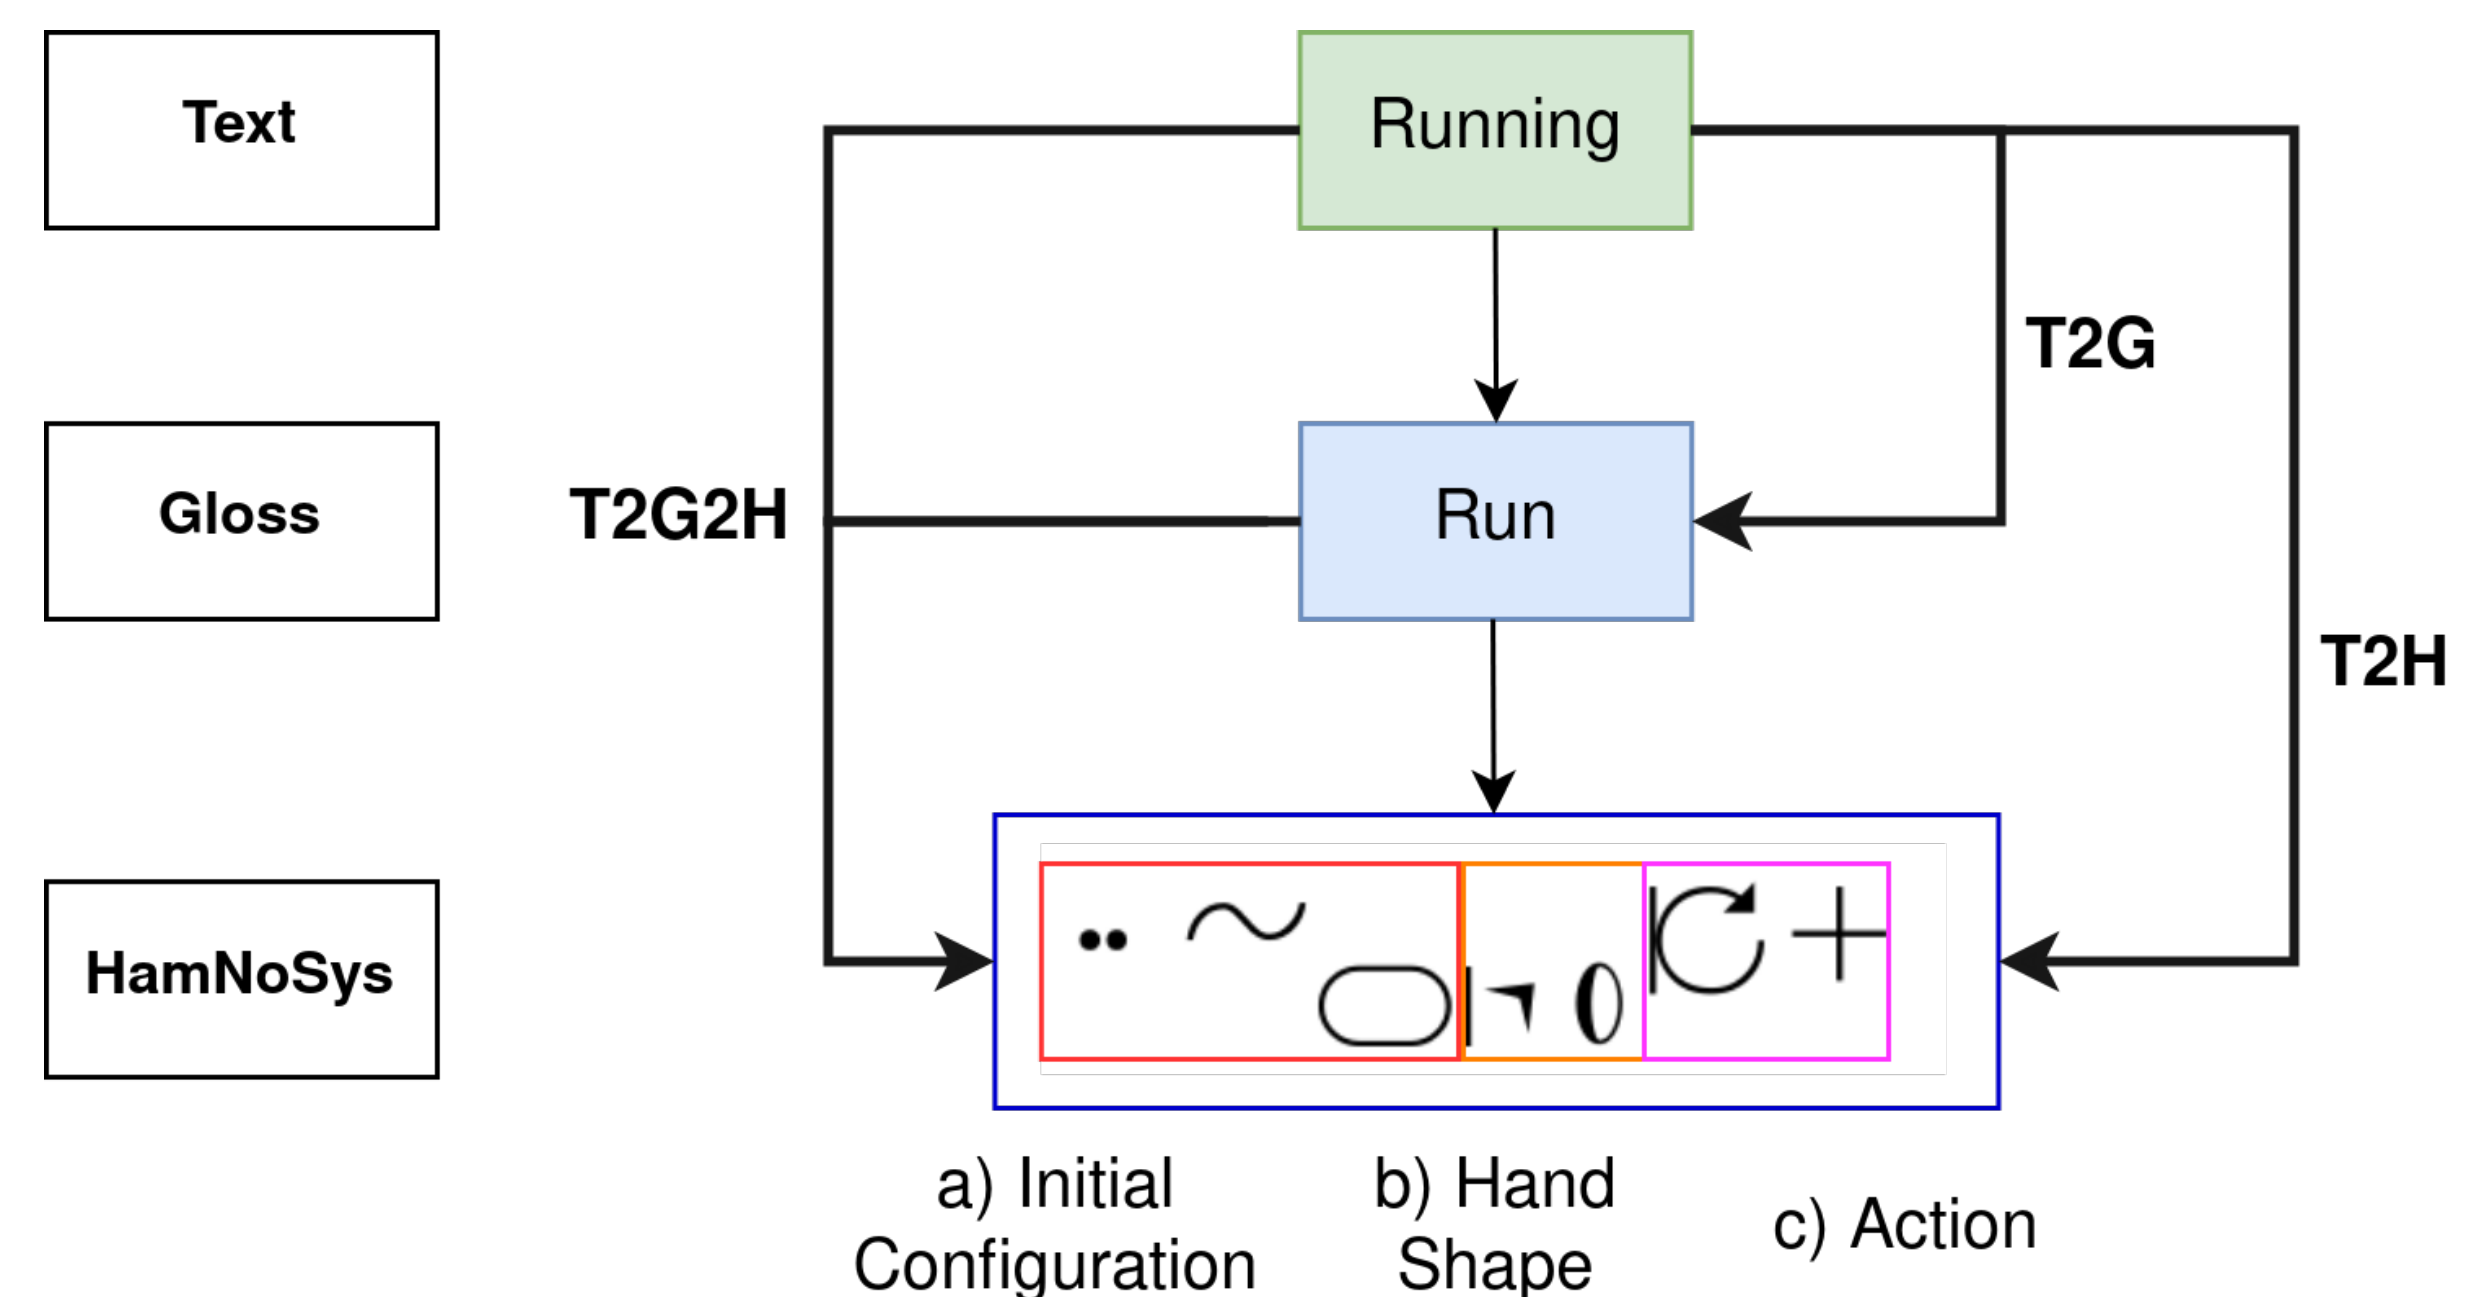 Text
Running
T2G
Gloss
T2G2H
Run
T2H
HamNoSys
a) Initial
Configuration
b) Hand
Shape
c) Action